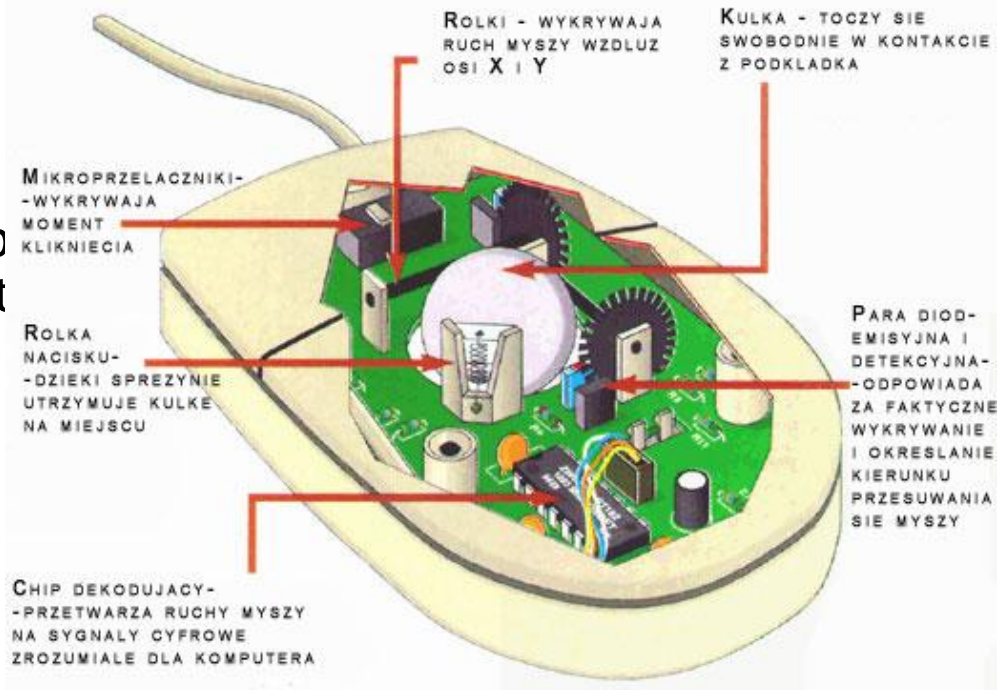 Rolki - wykrywaja
ruch myszy wzdluz
osi X i Y
Kulka - toczy sie
swobodnie w kontakcie
z podkladka
Mikroprzelaczniki-
-wykrywaja
moment
klikniecia
Rolka
nacisku-
-dzieki sprezynie
utrzymuje kulke
na miejscu
Para diod-
emisyjna i
detekcyjna-
-odpowiada
za faktyczne
wykrywanie
i okreslanie
kierunku
przesuwania
sie myszy
Chip dekodujacy-
-przetwarza ruchy myszy
na sygnaly cyfrowe
zrozumiale dla komputera